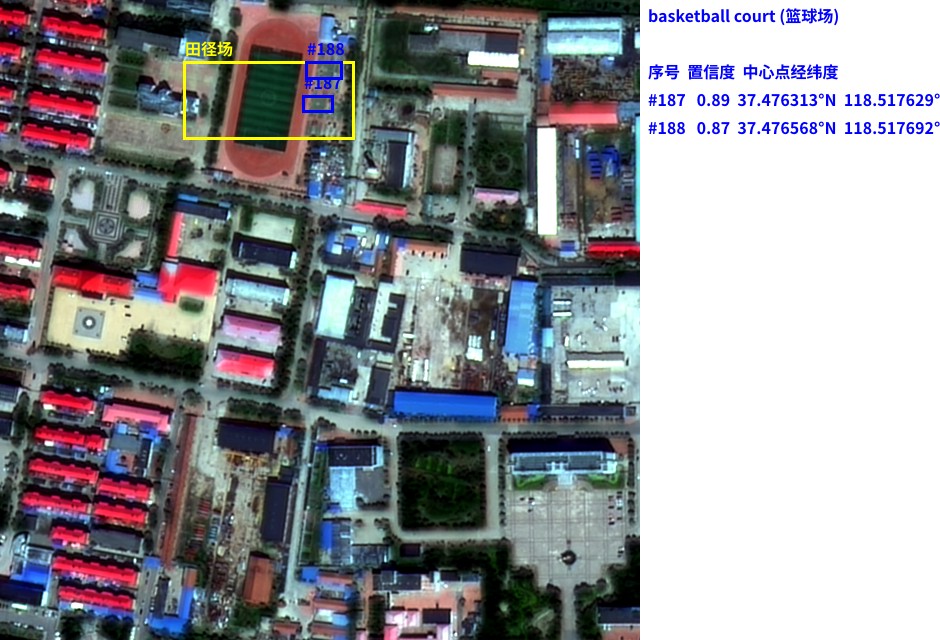 basketball court (篮球场)
田径场
#188
#187
序号 置信度 中心点经纬度
#187 0.89 37.476313°N 118.517629°
#188 0.87 37.476568°N 118.517692°